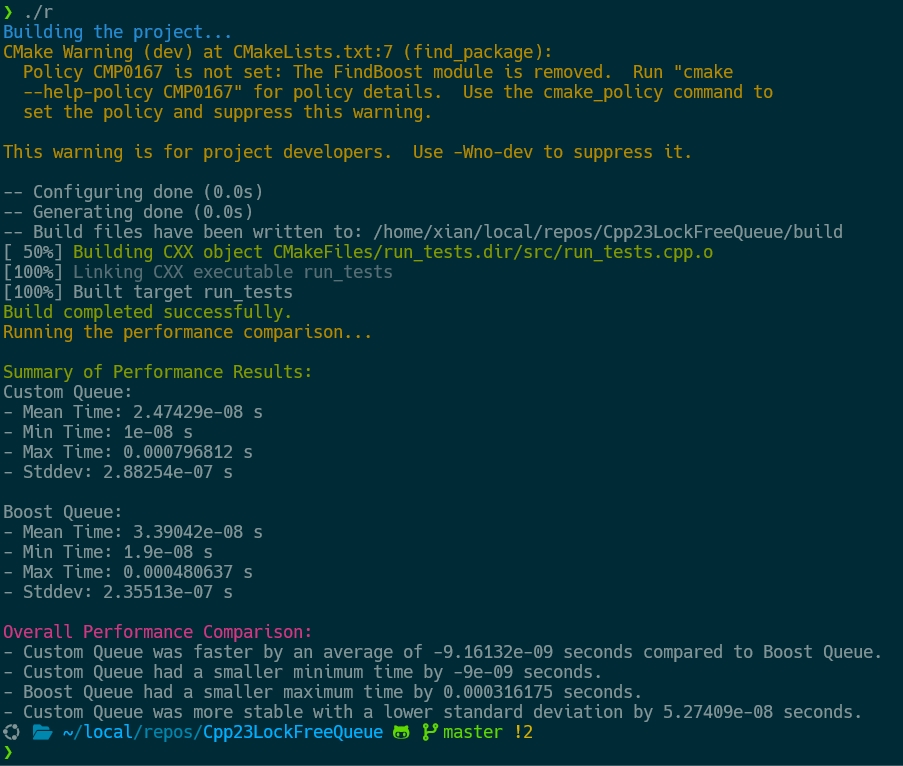 ❯ ./r
Building the project...
CMake Warning (dev) at CMakeLists.txt:7 (find_package):
  Policy CMP0167 is not set: The FindBoost module is removed.  Run "cmake
  --help-policy CMP0167" for policy details.  Use the cmake_policy command to
  set the policy and suppress this warning.

This warning is for project developers.  Use -Wno-dev to suppress it.

-- Configuring done (0.0s)
-- Generating done (0.0s)
-- Build files have been written to: /home/xian/local/repos/Cpp23LockFreeQueue/build
[ 50%] Building CXX object CMakeFiles/run_tests.dir/src/run_tests.cpp.o
[100%] Linking CXX executable run_tests
[100%] Built target run_tests
Build completed successfully.
Running the performance comparison...

Summary of Performance Results:
Custom Queue:
- Mean Time: 2.47429e-08 s
- Min Time: 1e-08 s
- Max Time: 0.000796812 s
- Stddev: 2.88254e-07 s

Boost Queue:
- Mean Time: 3.39042e-08 s
- Min Time: 1.9e-08 s
- Max Time: 0.000480637 s
- Stddev: 2.35513e-07 s

Overall Performance Comparison:
- Custom Queue was faster by an average of -9.16132e-09 seconds compared to Boost Queue.
- Custom Queue had a smaller minimum time by -9e-09 seconds.
- Boost Queue had a smaller maximum time by 0.000316175 seconds.
- Custom Queue was more stable with a lower standard deviation by 5.27409e-08 seconds.
~/local/repos/Cpp23LockFreeQueue master !2
❯